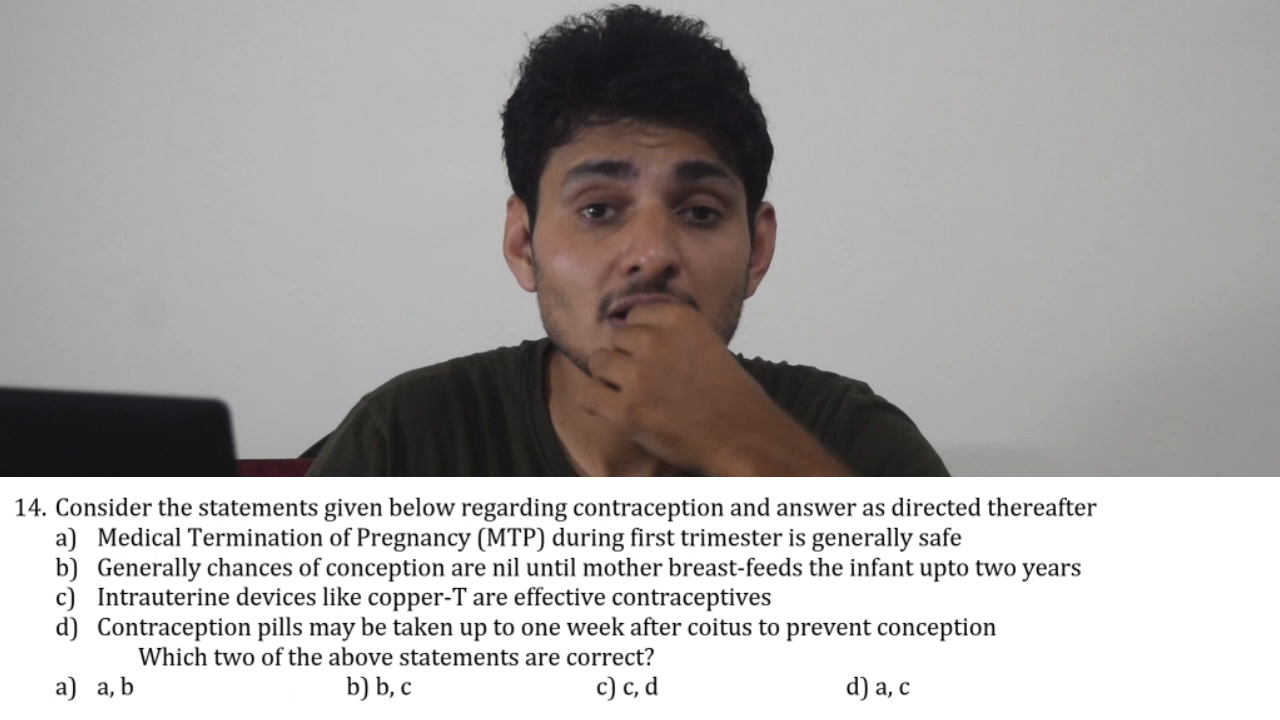 14. Consider the statements given below regarding contraception and answer as directed thereafter
a) Medical Termination of Pregnancy (MTP) during first trimester is generally safe
b) Generally chances of conception are nil until mother breast-feeds the infant upto two years
c) Intrauterine devices like copper-T are effective contraceptives
d) Contraception pills may be taken up to one week after coitus to prevent conception
Which two of the above statements are correct?
a) a, b b) b, c c) c, d d) a, c